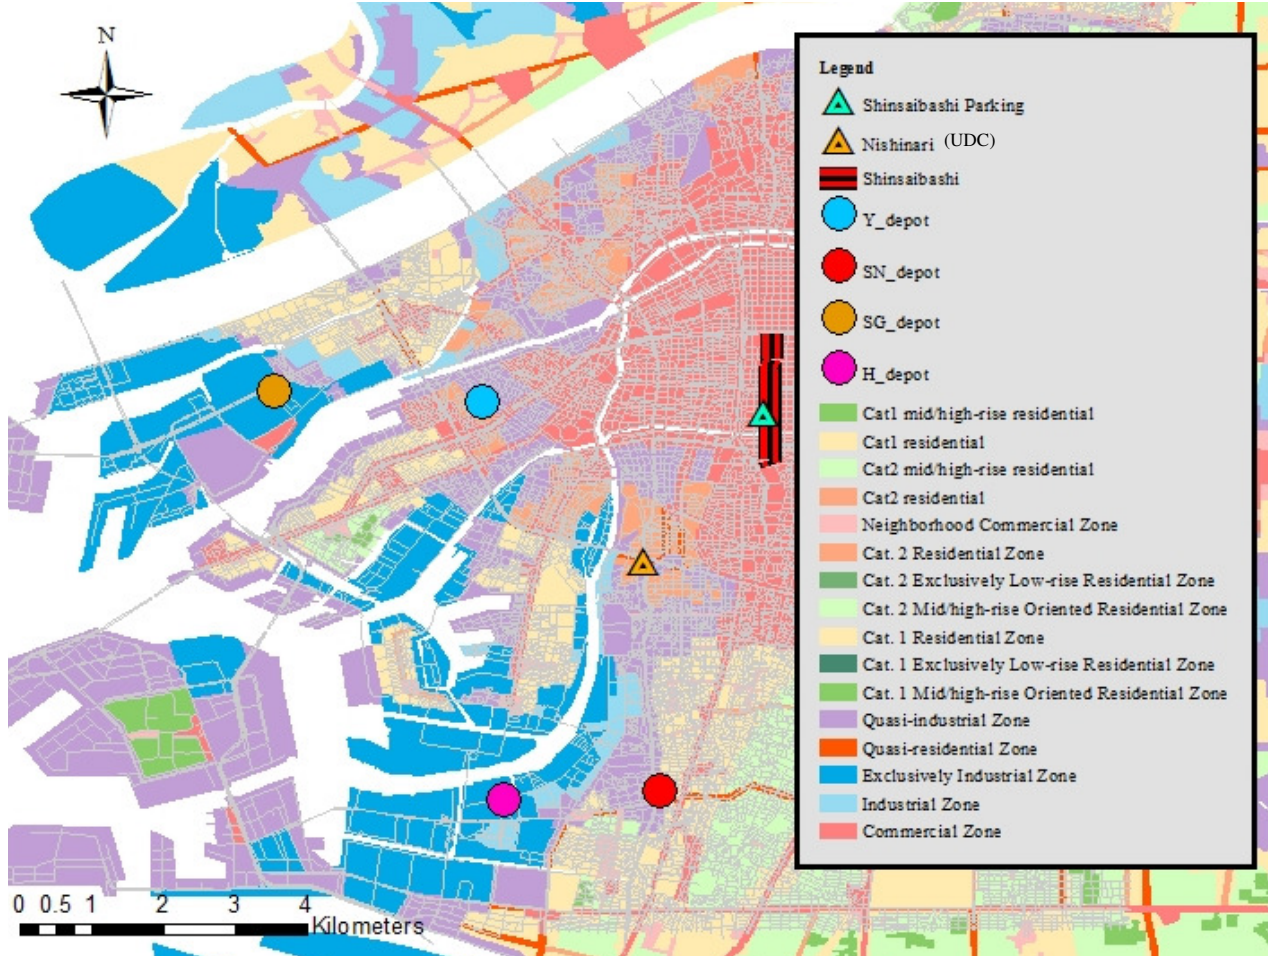 N
Legend
Shinsaibashi Parking
Nishinari (UDC)
Shinsaibashi
Y_depot
SN_depot
SG_depot
H_depot
Cat1 mid/high-rise residential
Cat1 residential
Cat2 mid/high-rise residential
Cat2 residential
Neighborhood Commercial Zone
Cat. 2 Residential Zone
Cat. 2 Exclusively Low-rise Residential Zone
Cat. 2 Mid/high-rise Oriented Residential Zone
Cat. 1 Residential Zone
Cat. 1 Exclusively Low-rise Residential Zone
Cat. 1 Mid/high-rise Oriented Residential Zone
Quasi-industrial Zone
Quasi-residential Zone
Exclusively Industrial Zone
Industrial Zone
Commercial Zone
0 0.5 1 2 3 4
Kilometers